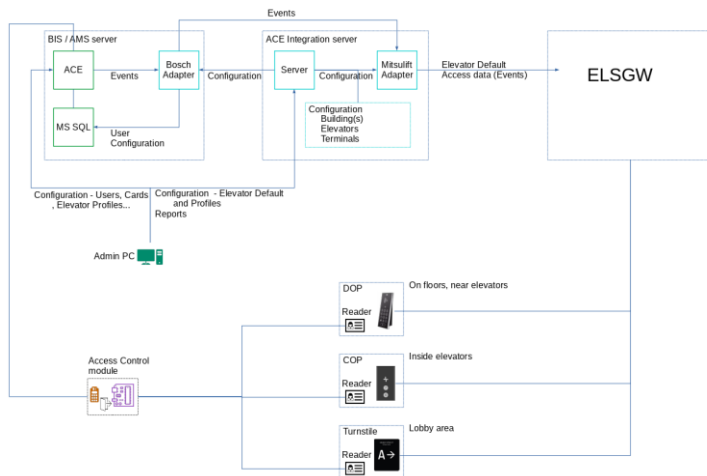 Events
BIS / AMS server
ACE Integration server
ACE
Events
Bosch
Adapter
Configuration
Server
Configuration
Mitsulift
Adapter
Elevator Default
Access data (Events)
ELSGW
MS SQL
User
Configuration
Configuration
Building(s)
Elevators
Terminals
Configuration - Users, Cards
, Elevator Profiles...
Configuration - Elevator Default
and Profiles
Reports
Admin PC
DOP
On floors, near elevators
Reader
Access Control
module
COP
Inside elevators
Reader
Turnstile
Lobby area
Reader
A→